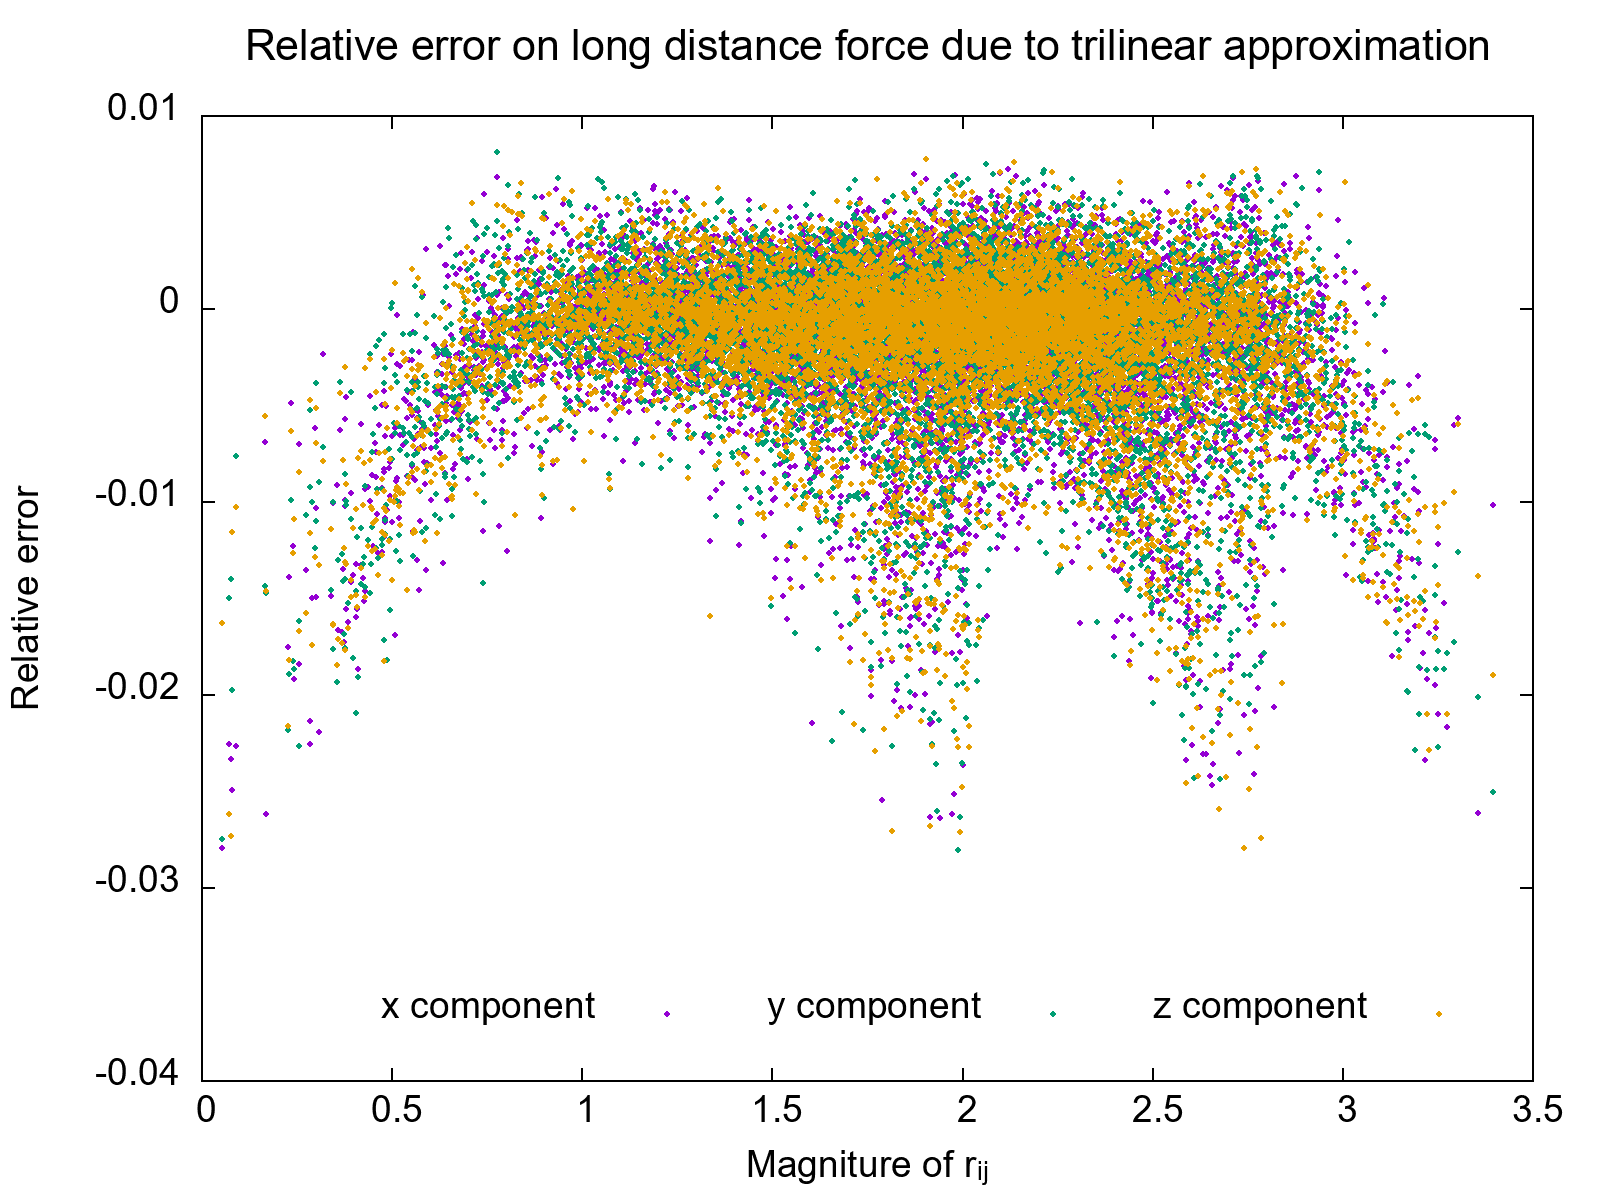 Relative error on long distance force due to trilinear approximation
0.01
0
-0.01
-0.02
-0.03
-0.04
Relative error
x component
y component
z component
0 0.5 1 1.5 2 2.5 3 3.5
Magniture of rij